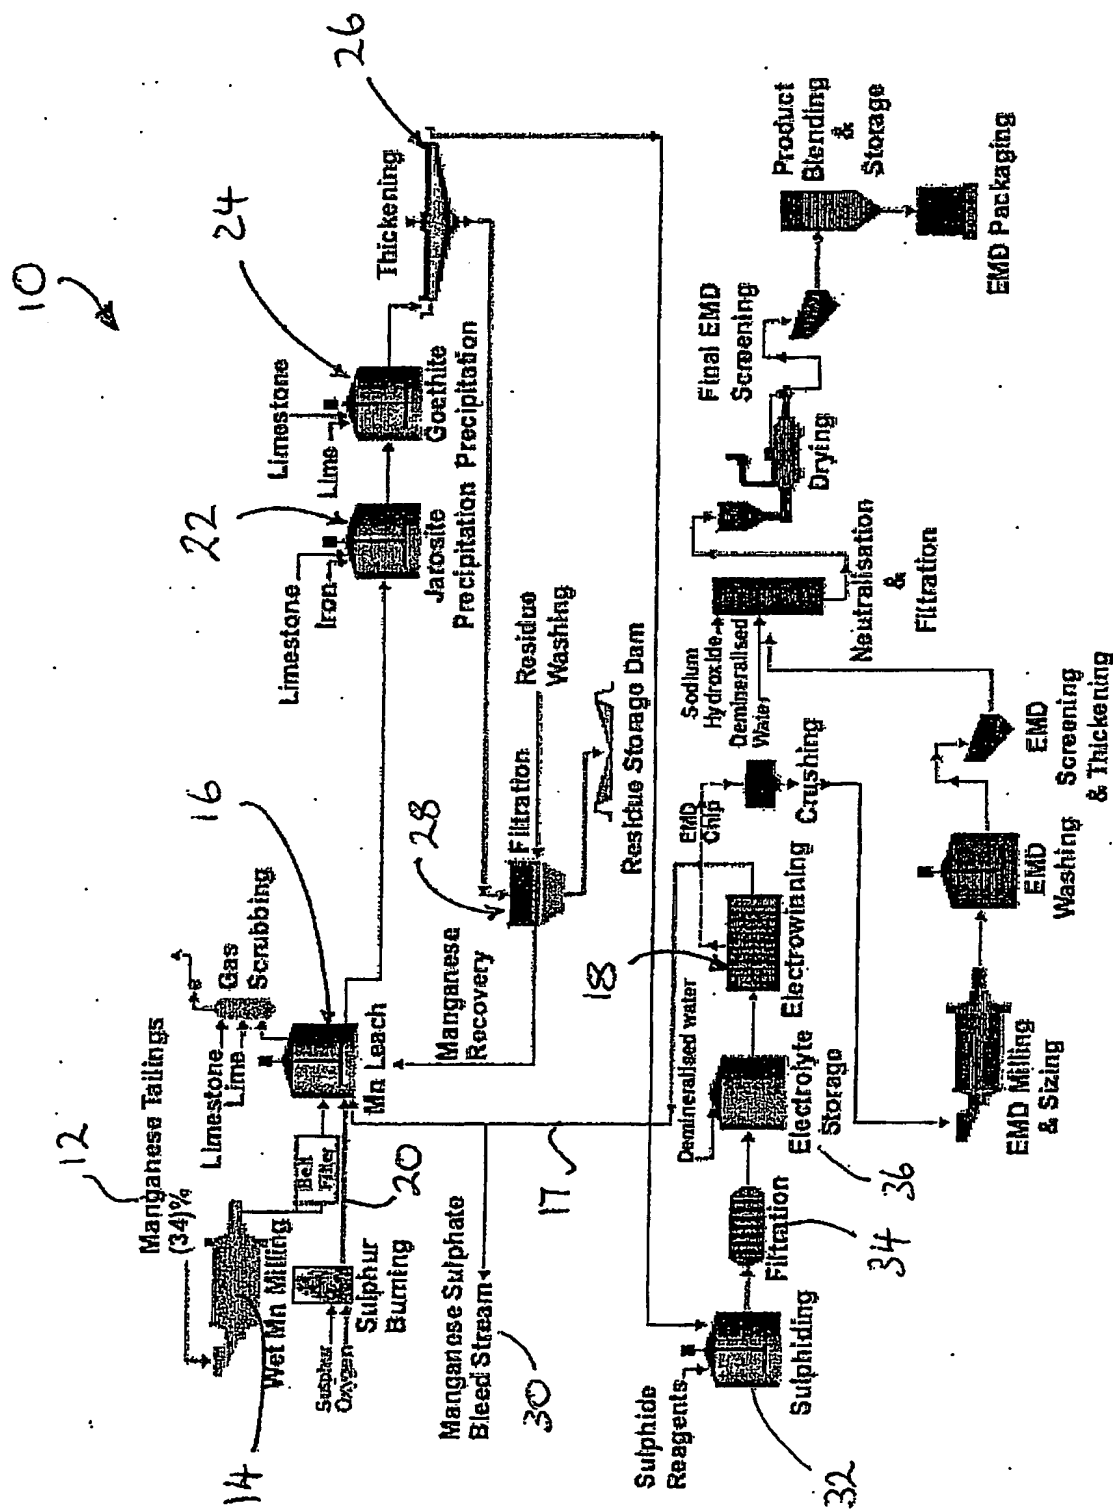 10
12
Manganese Tailings
(34)%
14
Wet Mn Milling
Belt
Filter
Sulphur
Oxygen
Sulphur
Burning
20
Limestone
Lime
Gas
Scrubbing
16
Mn Leach
Limestone
Iron
22
Jarosite
Precipitation
Limestone
Lime
24
Goethite
Precipitation
Thickening
26
Manganese
Recovery
28
Filtration
Residue
Washing
Residue Storage Dam
Manganese Sulphate
Bleed Stream
30
17
Sulphide
Reagents
32
Sulphiding
Filtration
34
Demineralised water
Electrolyte
Storage
36
18
Electrowinning
EMD
Chip
Crushing
EMD Milling
& Sizing
EMD
Washing
EMD
Screening
& Thickening
Sodium
Hydroxide
Demineralised
Water
Neutralisation
&
Filtration
Drying
Final EMD
Screening
Product
Blending
&
Storage
EMD Packaging